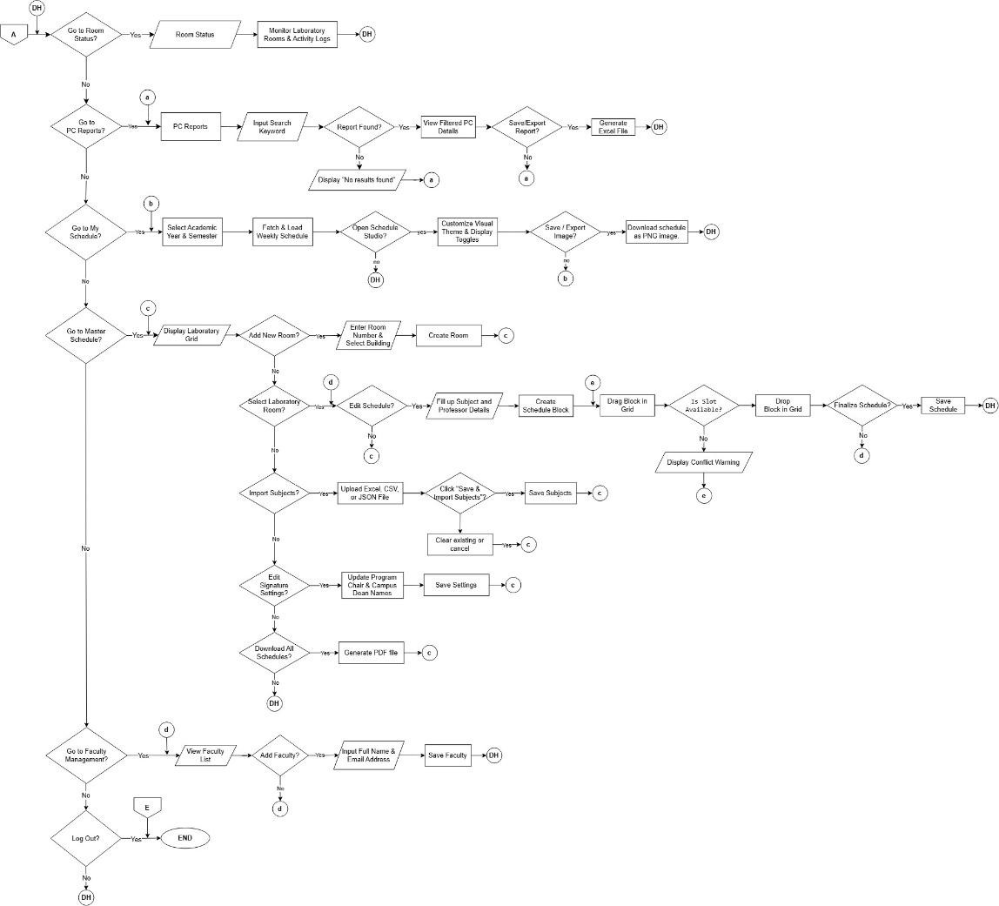 DH
A
Go to Room
Status?
Yes
Room Status
Monitor Laboratory
Rooms & Activity Logs
DH
No
a
Go to
PC Reports?
Yes
PC Reports
Input Search
Keyword
Report Found?
Yes
View Filtered PC
Details
Save/Export
Report?
Yes
Generate
Excel File
DH
No
No
Display "No results found"
a
a
No
b
Go to My
Schedule?
Yes
Select Academic
Year & Semester
Fetch & Load
Weekly Schedule
Open Schedule
Studio?
yes
Customize Visual
Theme & Display
Toggles
Save / Export
Image?
yes
Download schedule
as PNG image.
DH
no
no
DH
b
No
c
Go to Master
Schedule?
Yes
Display Laboratory
Grid
Add New Room?
Yes
Enter Room
Number &
Select Building
Create Room
c
No
d
e
Select Laboratory
Room?
Yes
Edit Schedule?
Yes
Fill up Subject and
Professor Details
Create
Schedule Block
Drag Block in
Grid
Is Slot
Available?
Drop
Block in Grid
Finalize Schedule?
Yes
Save
Schedule
DH
No
No
No
No
c
Display Conflict Warning
d
e
Import Subjects?
Yes
Upload Excel, CSV,
or JSON File
Click "Save &
Import Subjects"?
Yes
Save Subjects
c
No
Clear existing or
cancel
Yes
c
No
Edit
Signature
Settings?
Yes
Update Program
Chair & Campus
Dean Names
Save Settings
c
No
Download All
Schedules?
Yes
Generate PDF file
c
No
DH
d
Go to Faculty
Management?
Yes
View Faculty
List
Add Faculty?
Yes
Input Full Name &
Email Address
Save Faculty
DH
No
No
d
E
Log Out?
Yes
END
No
DH